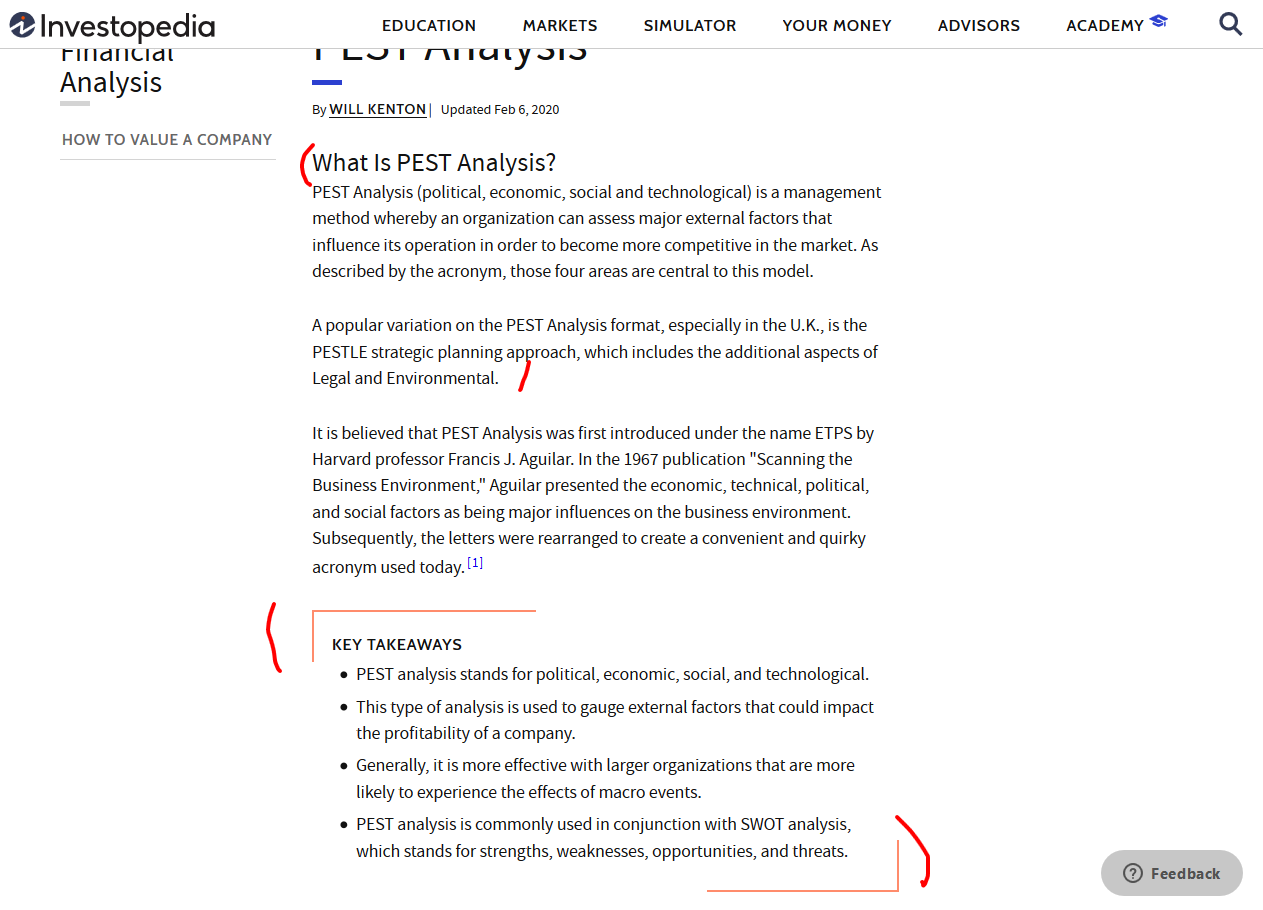 Investopedia
EDUCATION MARKETS SIMULATOR YOUR MONEY ADVISORS ACADEMY
Financial
Analysis
HOW TO VALUE A COMPANY
PEST Analysis
By WILL KENTON | Updated Feb 6, 2020
What Is PEST Analysis?
PEST Analysis (political, economic, social and technological) is a management
method whereby an organization can assess major external factors that
influence its operation in order to become more competitive in the market. As
described by the acronym, those four areas are central to this model.
A popular variation on the PEST Analysis format, especially in the U.K., is the
PESTLE strategic planning approach, which includes the additional aspects of
Legal and Environmental.
It is believed that PEST Analysis was first introduced under the name ETPS by
Harvard professor Francis J. Aguilar. In the 1967 publication "Scanning the
Business Environment," Aguilar presented the economic, technical, political,
and social factors as being major influences on the business environment.
Subsequently, the letters were rearranged to create a convenient and quirky
acronym used today. [1]
KEY TAKEAWAYS
• PEST analysis stands for political, economic, social, and technological.
• This type of analysis is used to gauge external factors that could impact
the profitability of a company.
• Generally, it is more effective with larger organizations that are more
likely to experience the effects of macro events.
• PEST analysis is commonly used in conjunction with SWOT analysis,
which stands for strengths, weaknesses, opportunities, and threats.
? Feedback